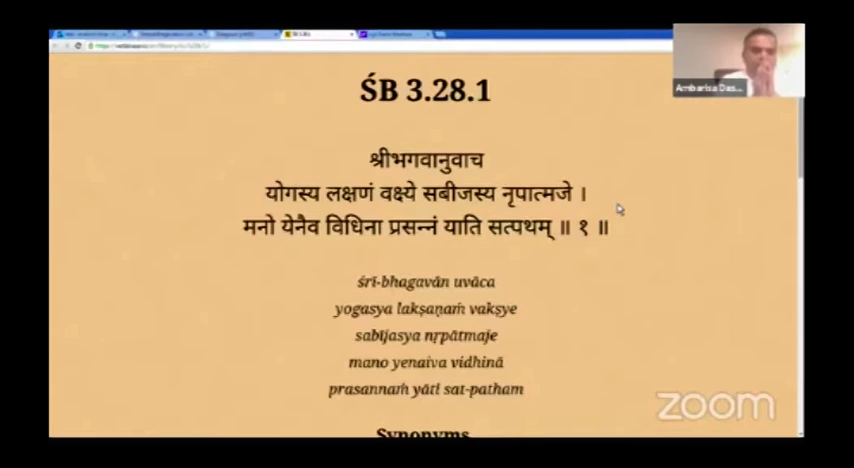 ŚB 3.28.1
Ambarisa Das...
श्रीभगवानुवाच
योगस्य लक्षणं वक्ष्ये सबीजस्य नृपात्मजे ।
मनो येनैव विधिना प्रसन्नं याति सत्पथम् ॥ १ ॥
śrī-bhagavān uvāca
yogasya lakṣaṇaṁ vakṣye
sabījasya nṛpātmaje
mano yenaiva vidhinā
prasannaṁ yāti sat-patham
zoom
Synonyms